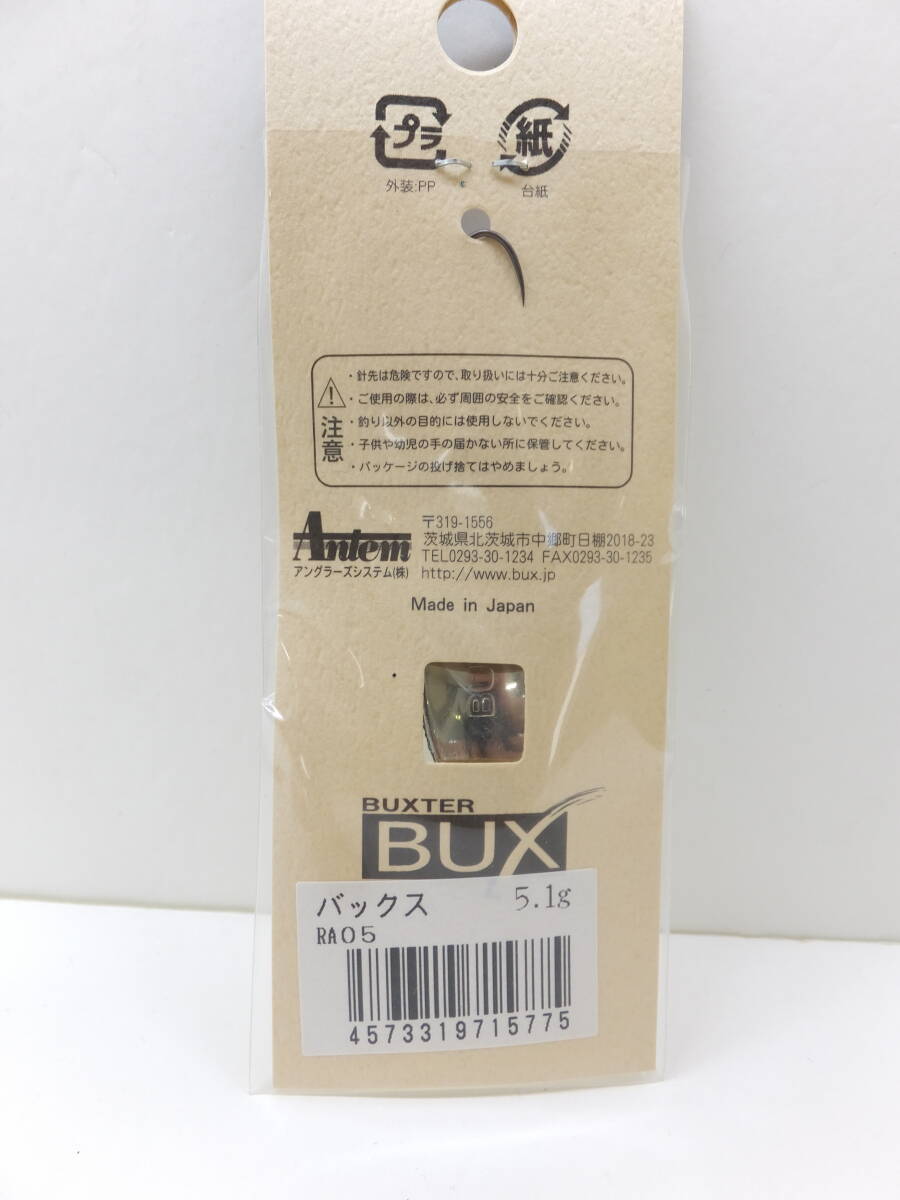 プラ 紙
外装:PP 台紙
・針先は危険ですので、取り扱いには十分ご注意ください。
・ご使用の際は、必ず周囲の安全をご確認ください。
・釣り以外の目的には使用しないでください。
・子供や幼児の手の届かない所に保管してください。
・パッケージの投げ捨てはやめましょう。
注意
Antem
アングラーズシステム(株)
〒319-1556
茨城県北茨城市中郷町日棚2018-23
TEL0293-30-1234 FAX0293-30-1235
http://www.bux.jp
Made in Japan
BU
BUXTER
BUX
バックス 5.1g
RA05
4573319715775